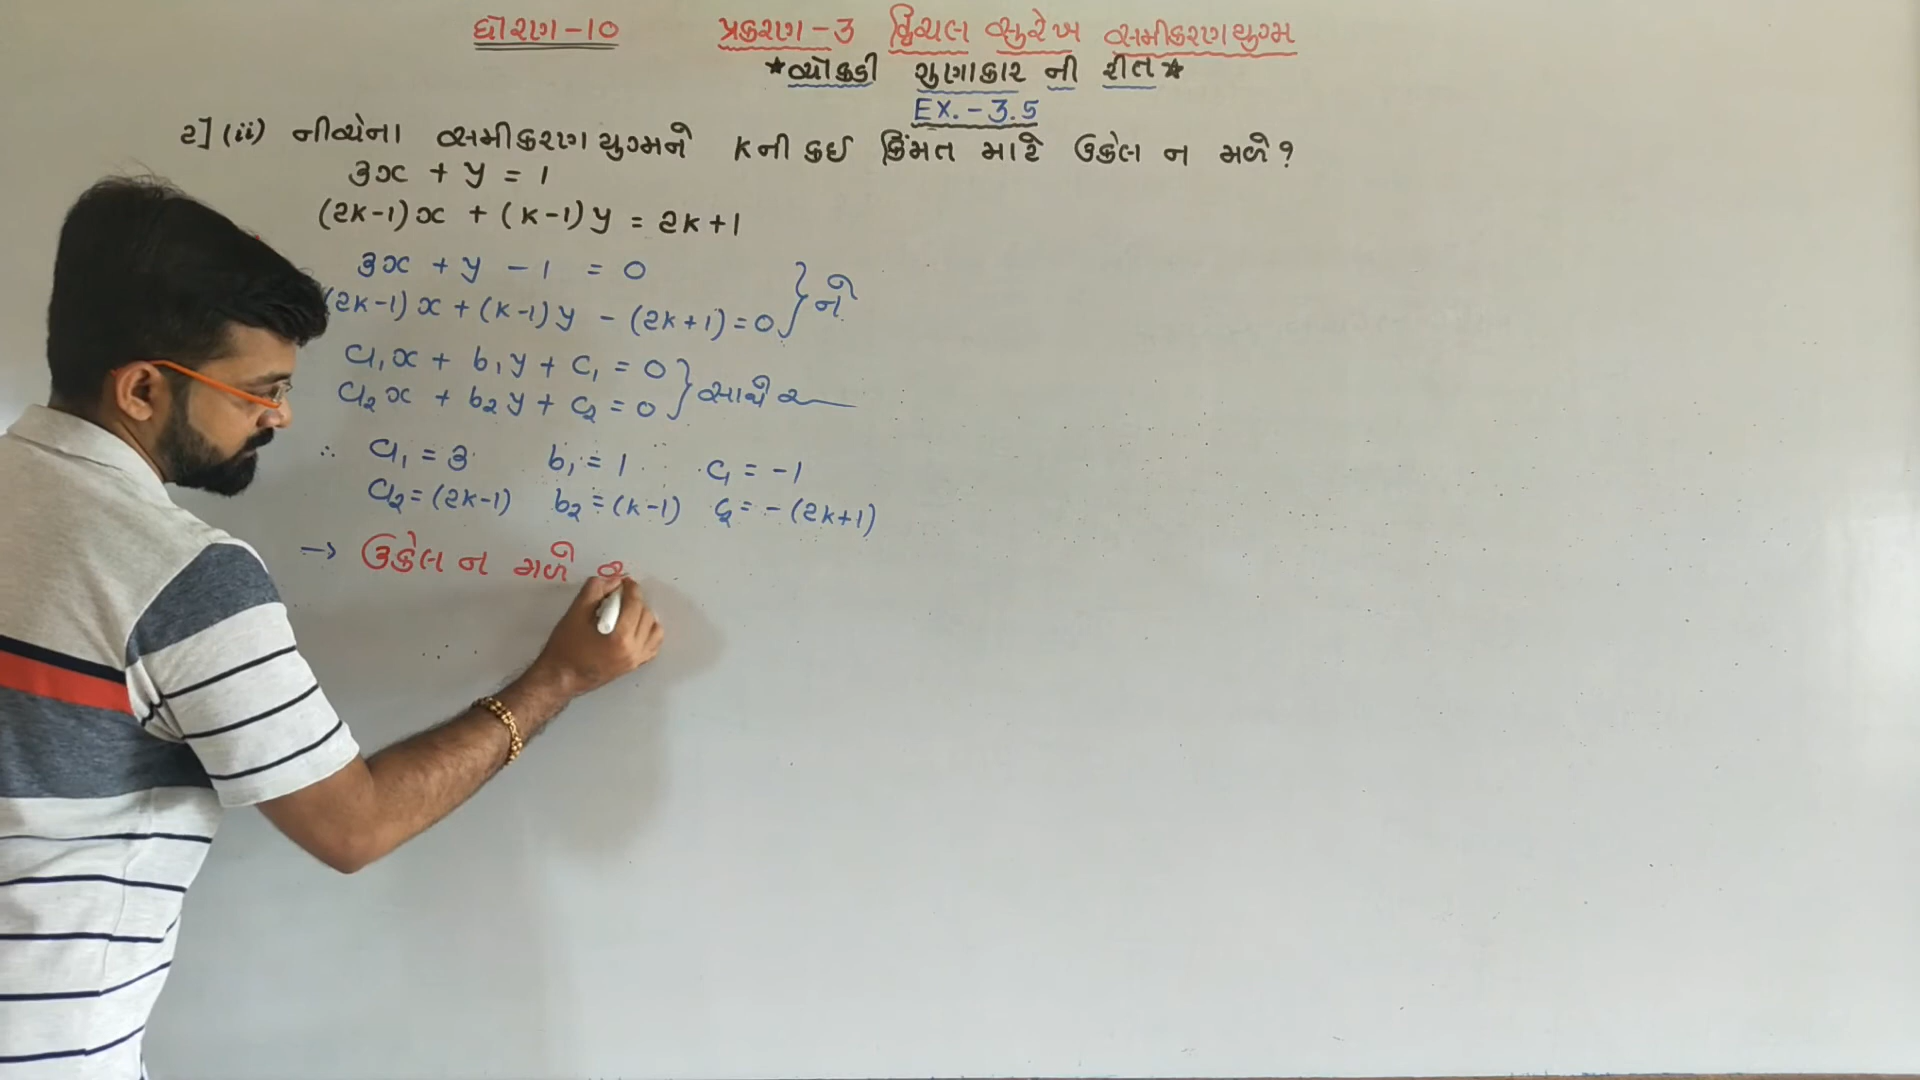 ધોરણ-10 પ્રકરણ-3 દ્વિચલ સુરેખ સમીકરણયુગ્મ
*ચોકડી ગુણાકાર ની રીત*
EX.-3.5
2](ii) નીચેના સમીકરણયુગ્મને Kની કઈ કિંમત માટે ઉકેલ ન મળે?
3x + y = 1
(2K-1)x + (K-1)y = 2K+1
3x + y - 1 = 0
(2K-1)x + (K-1)y - (2K+1) = 0 } ને
a₁x + b₁y + c₁ = 0
a₂x + b₂y + c₂ = 0 } સાથે
∴ a₁ = 3 b₁ = 1 c₁ = -1
a₂ = (2K-1) b₂ = (K-1) c₂ = -(2K+1)
→ ઉકેલ ન મળે